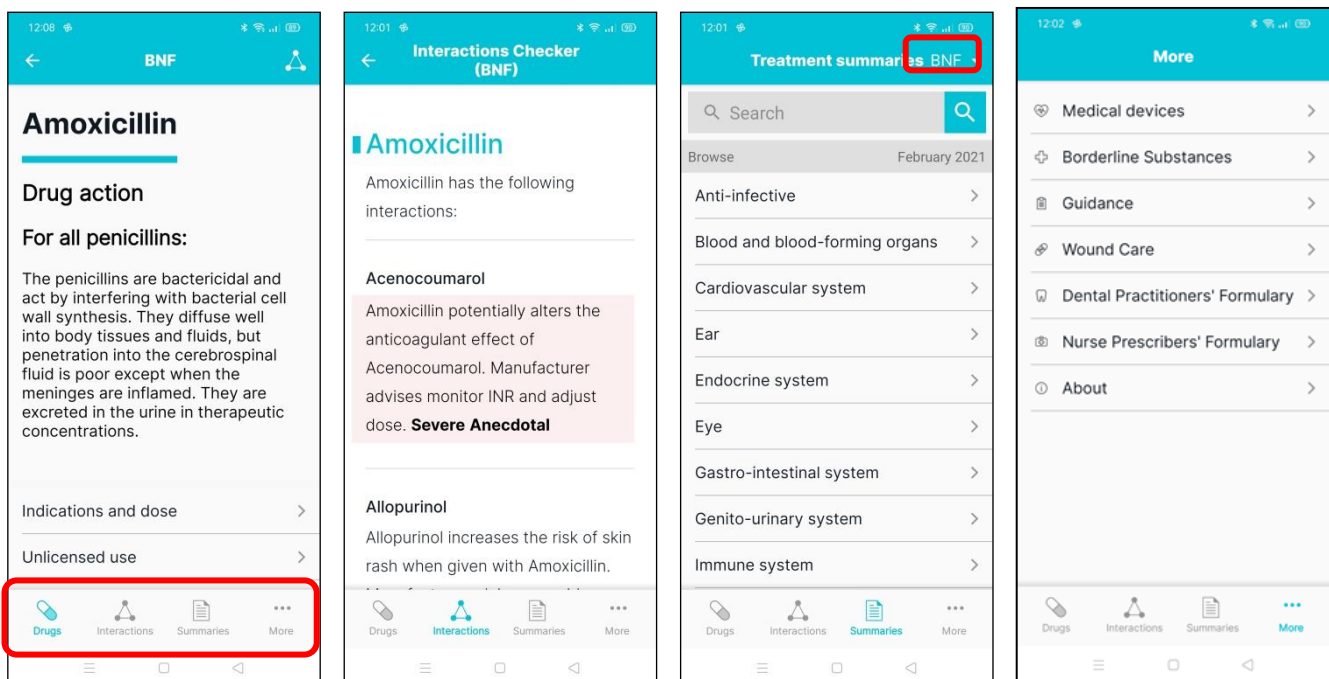 12:08
BNF
Amoxicillin
Drug action
For all penicillins:
The penicillins are bactericidal and
act by interfering with bacterial cell
wall synthesis. They diffuse well
into body tissues and fluids, but
penetration into the cerebrospinal
fluid is poor except when the
meninges are inflamed. They are
excreted in the urine in therapeutic
concentrations.
Indications and dose
Unlicensed use
Drugs Interactions Summaries More
12:01
Interactions Checker
(BNF)
Amoxicillin
Amoxicillin has the following
interactions:
Acenocoumarol
Amoxicillin potentially alters the
anticoagulant effect of
Acenocoumarol. Manufacturer
advises monitor INR and adjust
dose. Severe Anecdotal
Allopurinol
Allopurinol increases the risk of skin
rash when given with Amoxicillin.
Drugs Interactions Summaries More
12:01
Treatment summaries BNF
Search
Browse February 2021
Anti-infective
Blood and blood-forming organs
Cardiovascular system
Ear
Endocrine system
Eye
Gastro-intestinal system
Genito-urinary system
Immune system
Drugs Interactions Summaries More
12:02
More
Medical devices
Borderline Substances
Guidance
Wound Care
Dental Practitioners' Formulary
Nurse Prescribers' Formulary
About
Drugs Interactions Summaries More